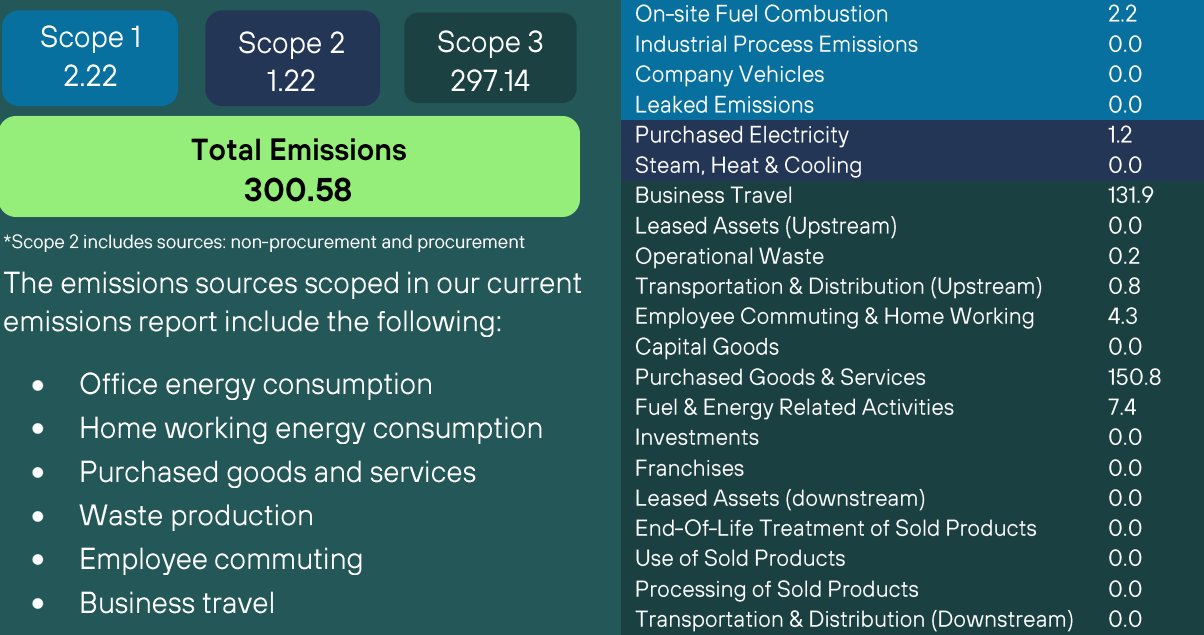 Scope 1
2.22
Scope 2
1.22
Scope 3
297.14
Total Emissions
300.58
*Scope 2 includes sources: non-procurement and procurement
The emissions sources scoped in our current
emissions report include the following:
• Office energy consumption
• Home working energy consumption
• Purchased goods and services
• Waste production
• Employee commuting
• Business travel
On-site Fuel Combustion 2.2
Industrial Process Emissions 0.0
Company Vehicles 0.0
Leaked Emissions 0.0
Purchased Electricity 1.2
Steam, Heat & Cooling 0.0
Business Travel 131.9
Leased Assets (Upstream) 0.0
Operational Waste 0.2
Transportation & Distribution (Upstream) 0.8
Employee Commuting & Home Working 4.3
Capital Goods 0.0
Purchased Goods & Services 150.8
Fuel & Energy Related Activities 7.4
Investments 0.0
Franchises 0.0
Leased Assets (downstream) 0.0
End-Of-Life Treatment of Sold Products 0.0
Use of Sold Products 0.0
Processing of Sold Products 0.0
Transportation & Distribution (Downstream) 0.0